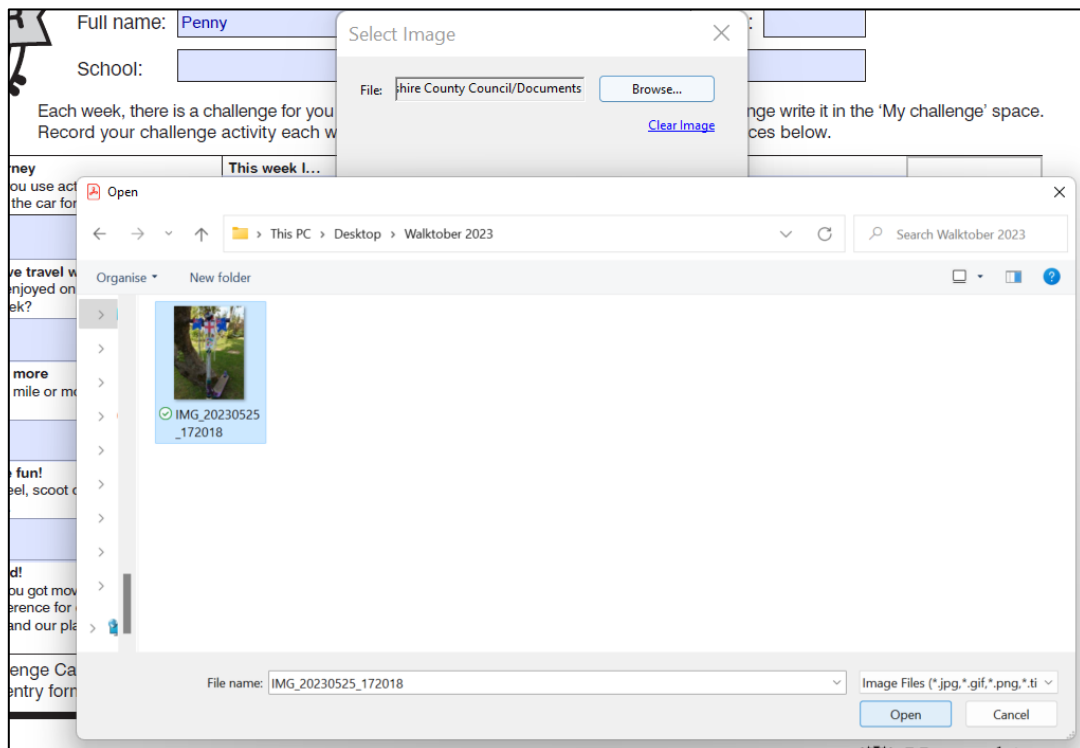 Full name: Penny
Select Image
:
School:
File: shire County Council/Documents Browse...
Each week, there is a challenge for you nge write it in the 'My challenge' space.
Clear Image
Record your challenge activity each w ces below.
rney This week I...
ou use act
the car for
Open
This PC > Desktop > Walktober 2023
Search Walktober 2023
ve travel w
Organise New folder
enjoyed on
ek?
more
mile or mo
IMG_20230525
_172018
fun!
eel, scoot o
d!
ou got mov
erence for
and our pla
enge Ca
File name: IMG_20230525_172018 Image Files (*.jpg,*.gif,*.png,*.ti
entry form
Open Cancel